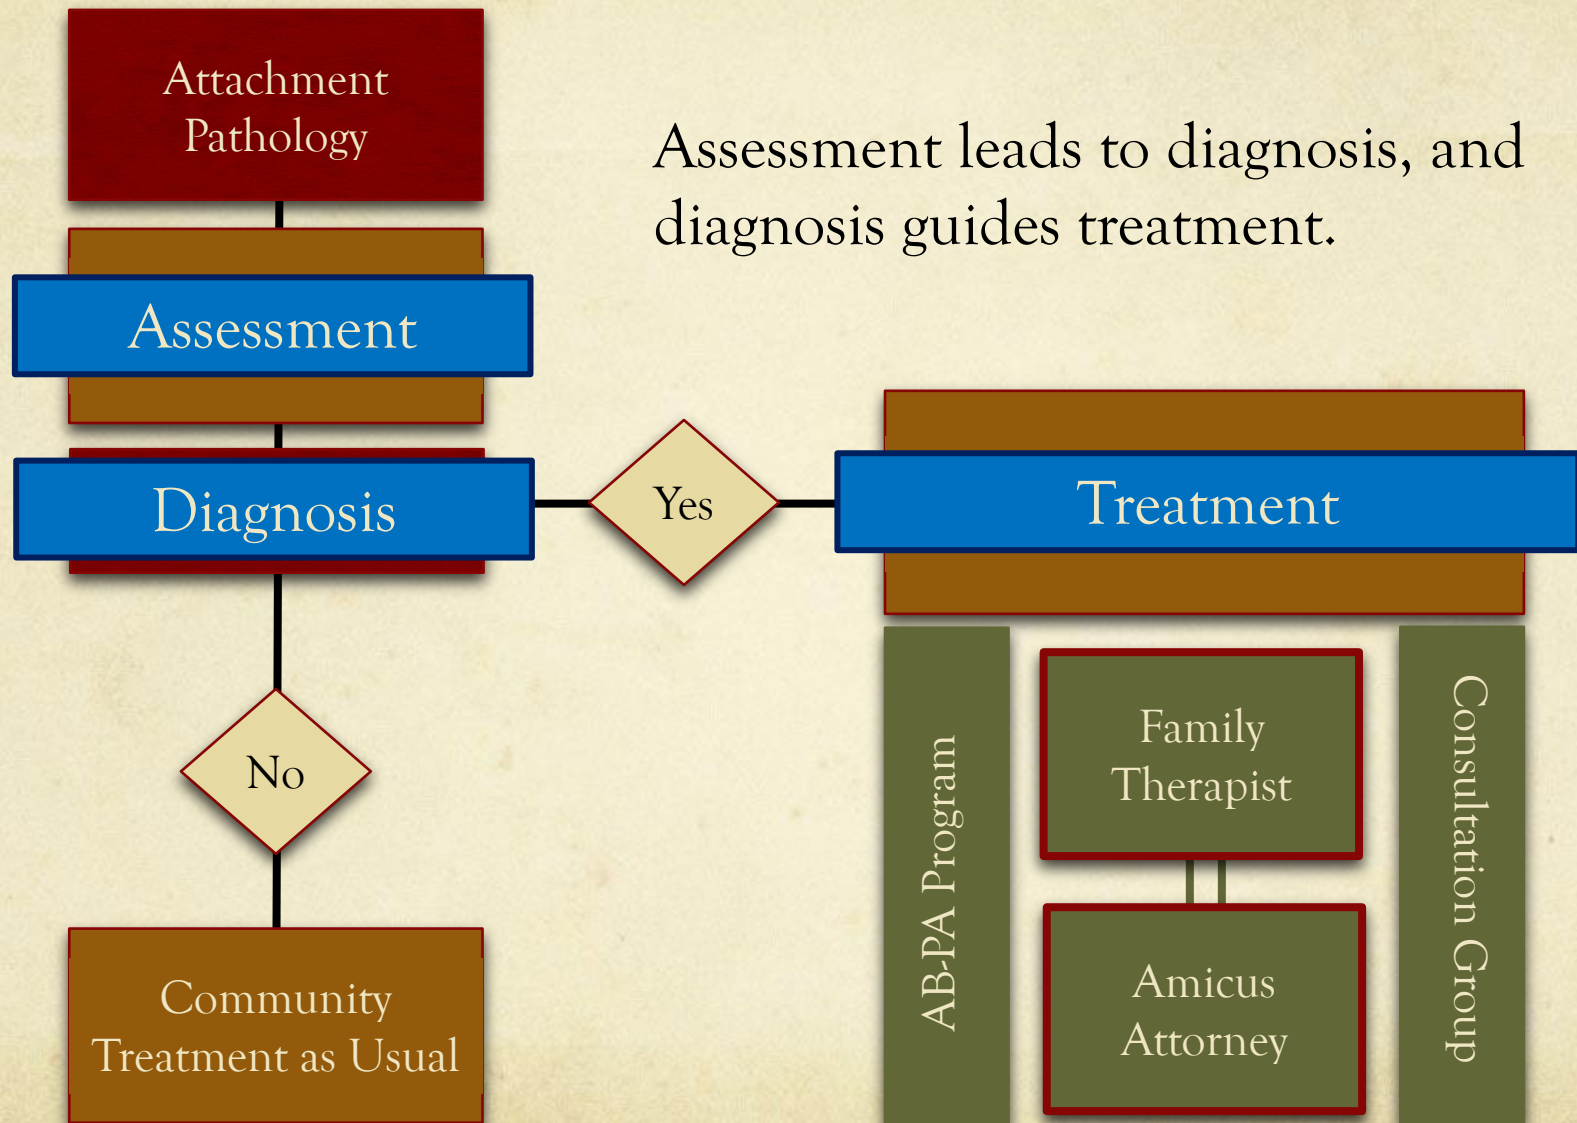 Attachment
Pathology
Assessment leads to diagnosis, and
diagnosis guides treatment.
Assessment
Diagnosis
Yes
Treatment
No
Community
Treatment as Usual
AB-PA Program
Family
Therapist
Amicus
Attorney
Consultation Group